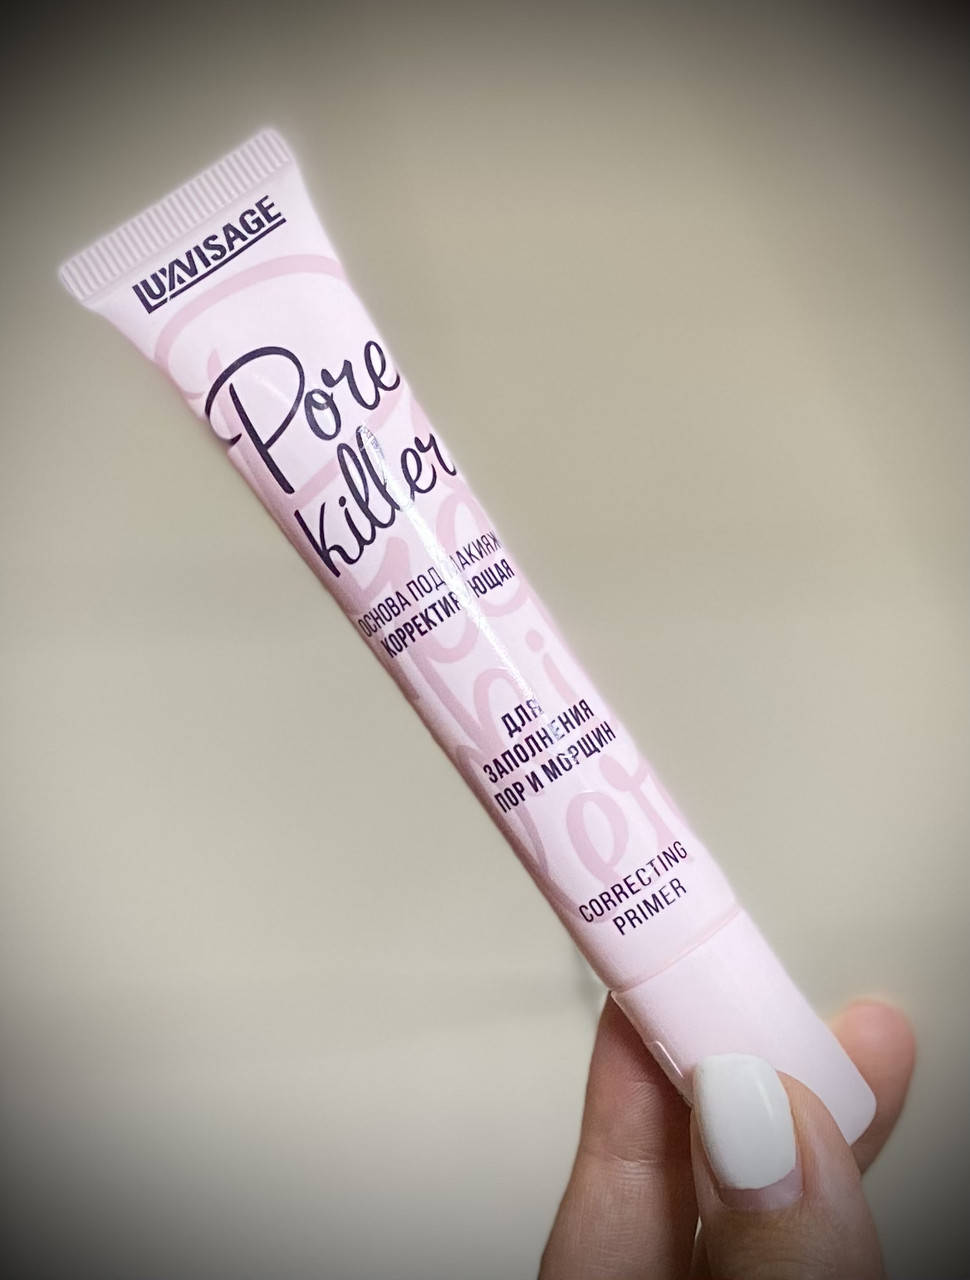 LUXVISAGE
Pore
killer
ОСНОВА ПОД МАКИЯЖ
КОРРЕКТИРУЮЩАЯ
ДЛЯ
ЗАПОЛНЕНИЯ
ПОР И МОРЩИН
CORRECTING
PRIMER